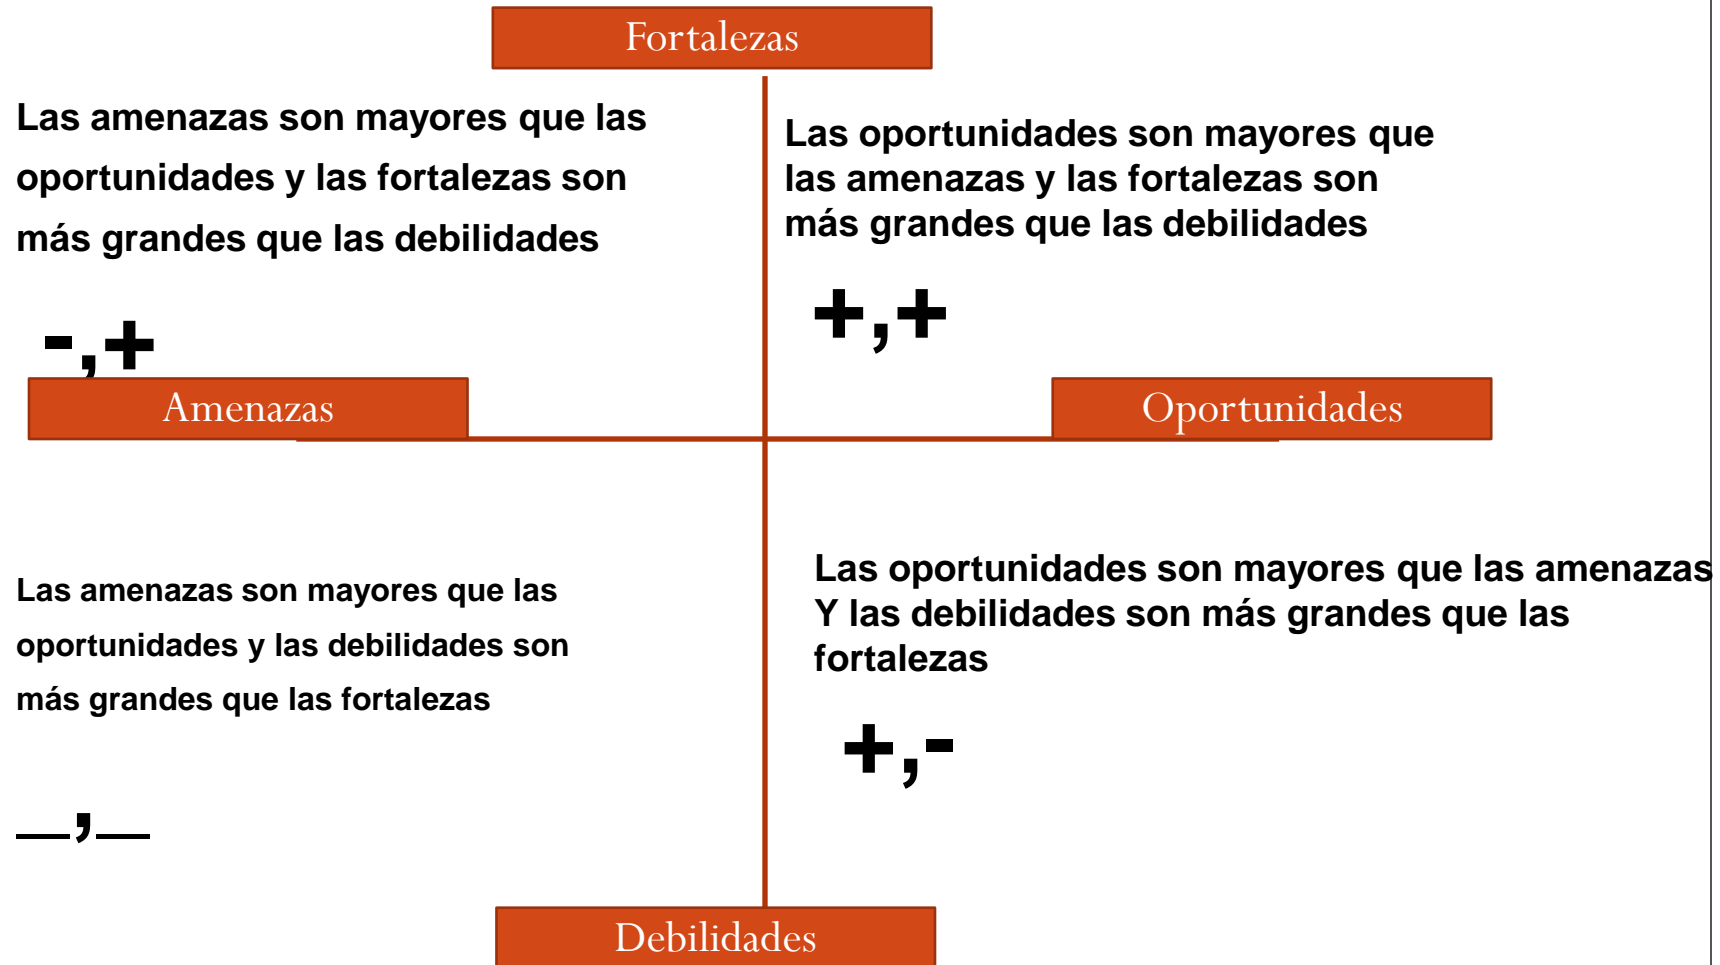 Fortalezas
Las amenazas son mayores que las
oportunidades y las fortalezas son
más grandes que las debilidades
-,+
Las oportunidades son mayores que
las amenazas y las fortalezas son
más grandes que las debilidades
+,+
Amenazas
Oportunidades
Las amenazas son mayores que las
oportunidades y las debilidades son
más grandes que las fortalezas
_,_
Las oportunidades son mayores que las amenazas
Y las debilidades son más grandes que las
fortalezas
+,-
Debilidades